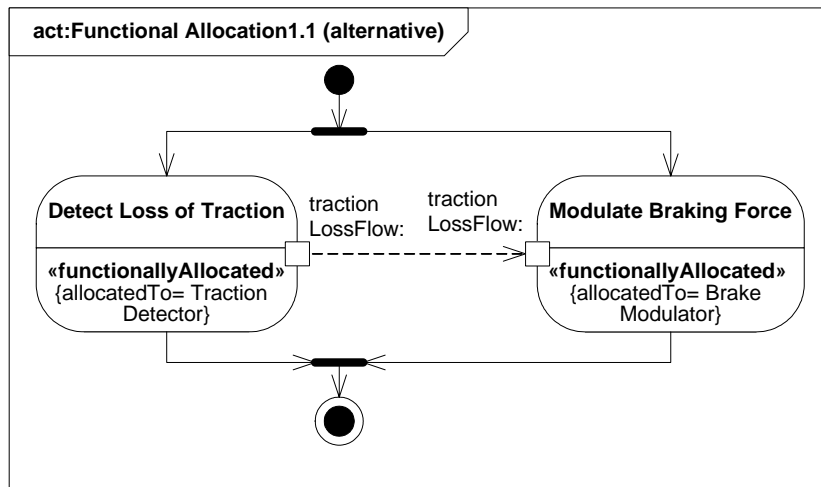 act:Functional Allocation1.1 (alternative)
Detect Loss of Traction
«functionallyAllocated»
{allocatedTo= Traction
Detector}
traction
LossFlow:
traction
LossFlow:
Modulate Braking Force
«functionallyAllocated»
{allocatedTo= Brake
Modulator}